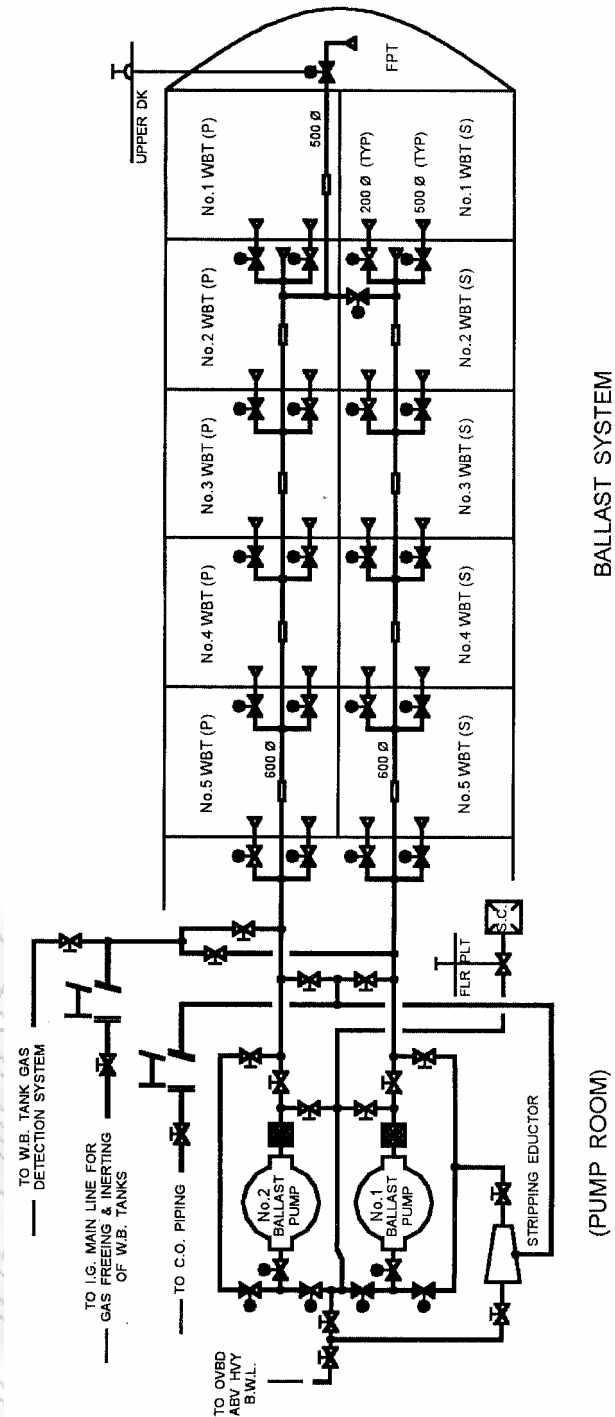 UPPER DK
FPT
500 Ø
No.1 WBT (P)
200 Ø (TYP)
500 Ø (TYP)
No.1 WBT (S)
No.2 WBT (P)
No.2 WBT (S)
No.3 WBT (P)
No.3 WBT (S)
No.4 WBT (P)
No.4 WBT (S)
No.5 WBT (P)
600 Ø
600 Ø
No.5 WBT (S)
BALLAST SYSTEM
TO W.B. TANK GAS
DETECTION SYSTEM
TO I.G. MAIN LINE FOR
GAS FREEING & INERTING
OF W.B. TANKS
TO C.O. PIPING
FLR PLT
S.C.
No.2
BALLAST
PUMP
No.1
BALLAST
PUMP
STRIPPING EDUCTOR
TO OVBD
ABV HVY
B.W.L.
(PUMP ROOM)